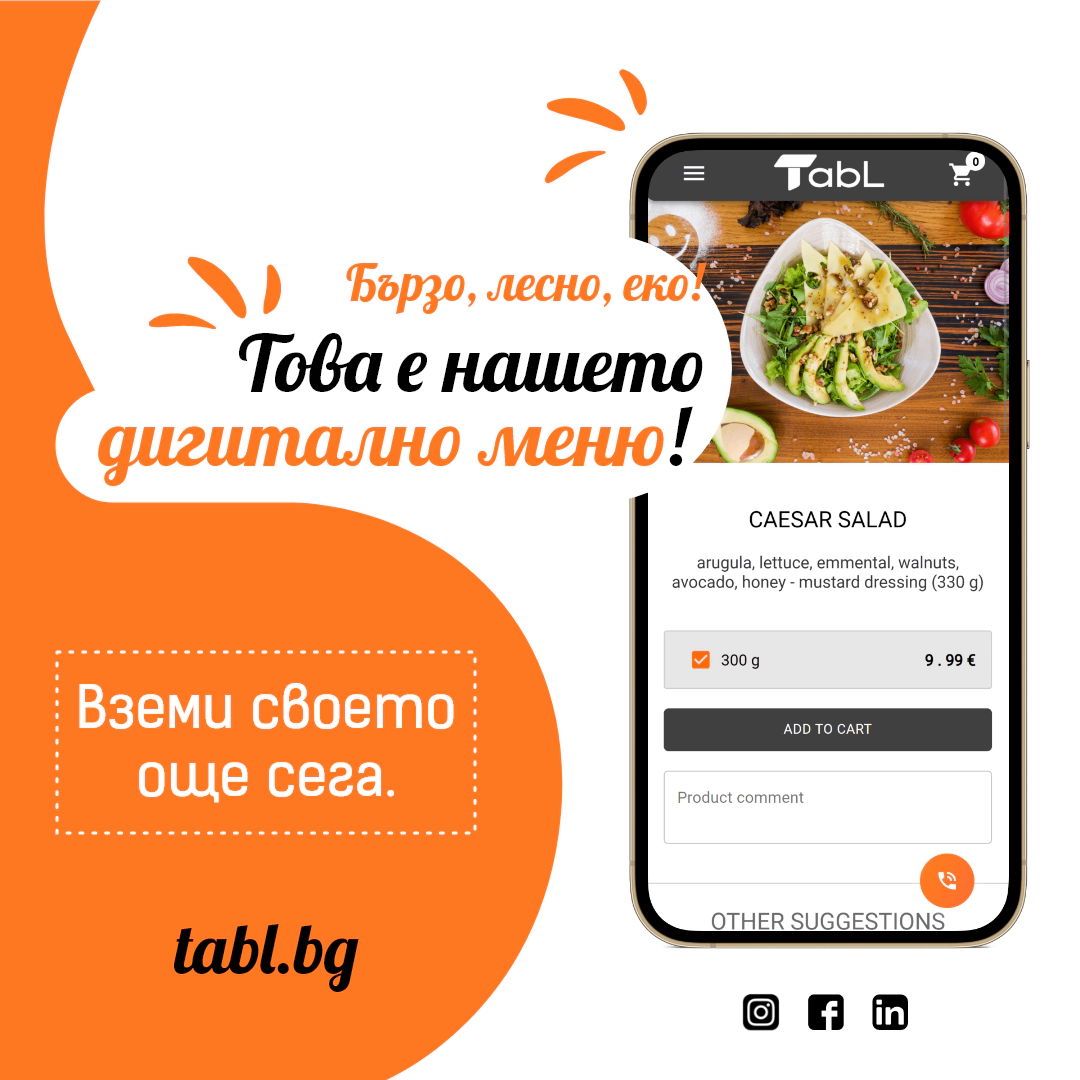 Бързо, лесно, еко!
Това е нашето
дигитално меню!
Вземи своето
още сега.
tabl.bg
TabL
0
CAESAR SALAD
arugula, lettuce, emmental, walnuts,
avocado, honey - mustard dressing (330 g)
300 g 9.99 €
ADD TO CART
Product comment
OTHER SUGGESTIONS